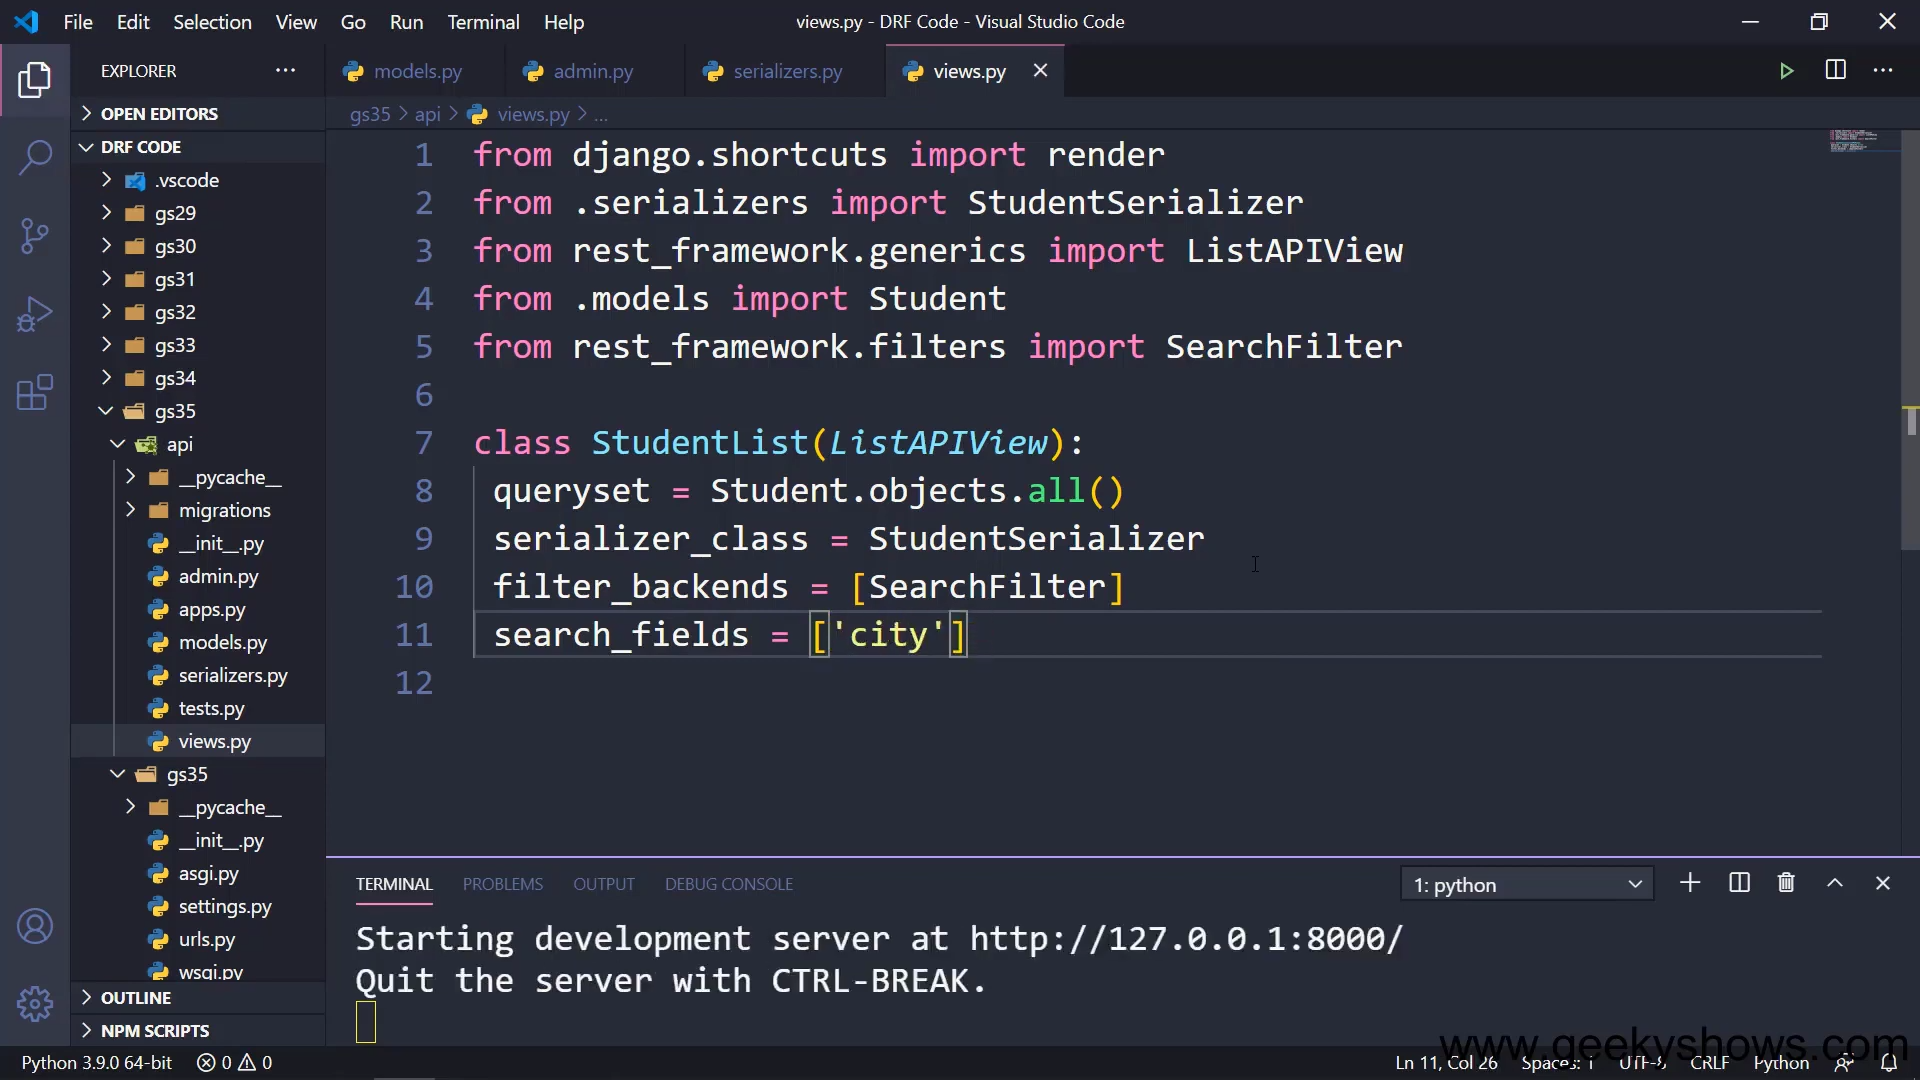 File Edit Selection View Go Run Terminal Help
views.py - DRF Code - Visual Studio Code
EXPLORER
models.py
admin.py
serializers.py
views.py
gs35 > api > views.py > ...
OPEN EDITORS
DRF CODE
.vscode
gs29
gs30
gs31
gs32
gs33
gs34
gs35
api
__pycache__
migrations
__init__.py
admin.py
apps.py
models.py
serializers.py
tests.py
views.py
gs35
__pycache__
__init__.py
asgi.py
settings.py
urls.py
wsgi.py
OUTLINE
NPM SCRIPTS
1 from django.shortcuts import render
2 from .serializers import StudentSerializer
3 from rest_framework.generics import ListAPIView
4 from .models import Student
5 from rest_framework.filters import SearchFilter
6
7 class StudentList(ListAPIView):
8 queryset = Student.objects.all()
9 serializer_class = StudentSerializer
10 filter_backends = [SearchFilter]
11 search_fields = ['city']
12
TERMINAL PROBLEMS OUTPUT DEBUG CONSOLE
1: python
Starting development server at http://127.0.0.1:8000/
Quit the server with CTRL-BREAK.
www.geekyshows.com
Python 3.9.0 64-bit 0 0
Ln 11, Col 26 Spaces: 1 UTF-8 CRLF Python